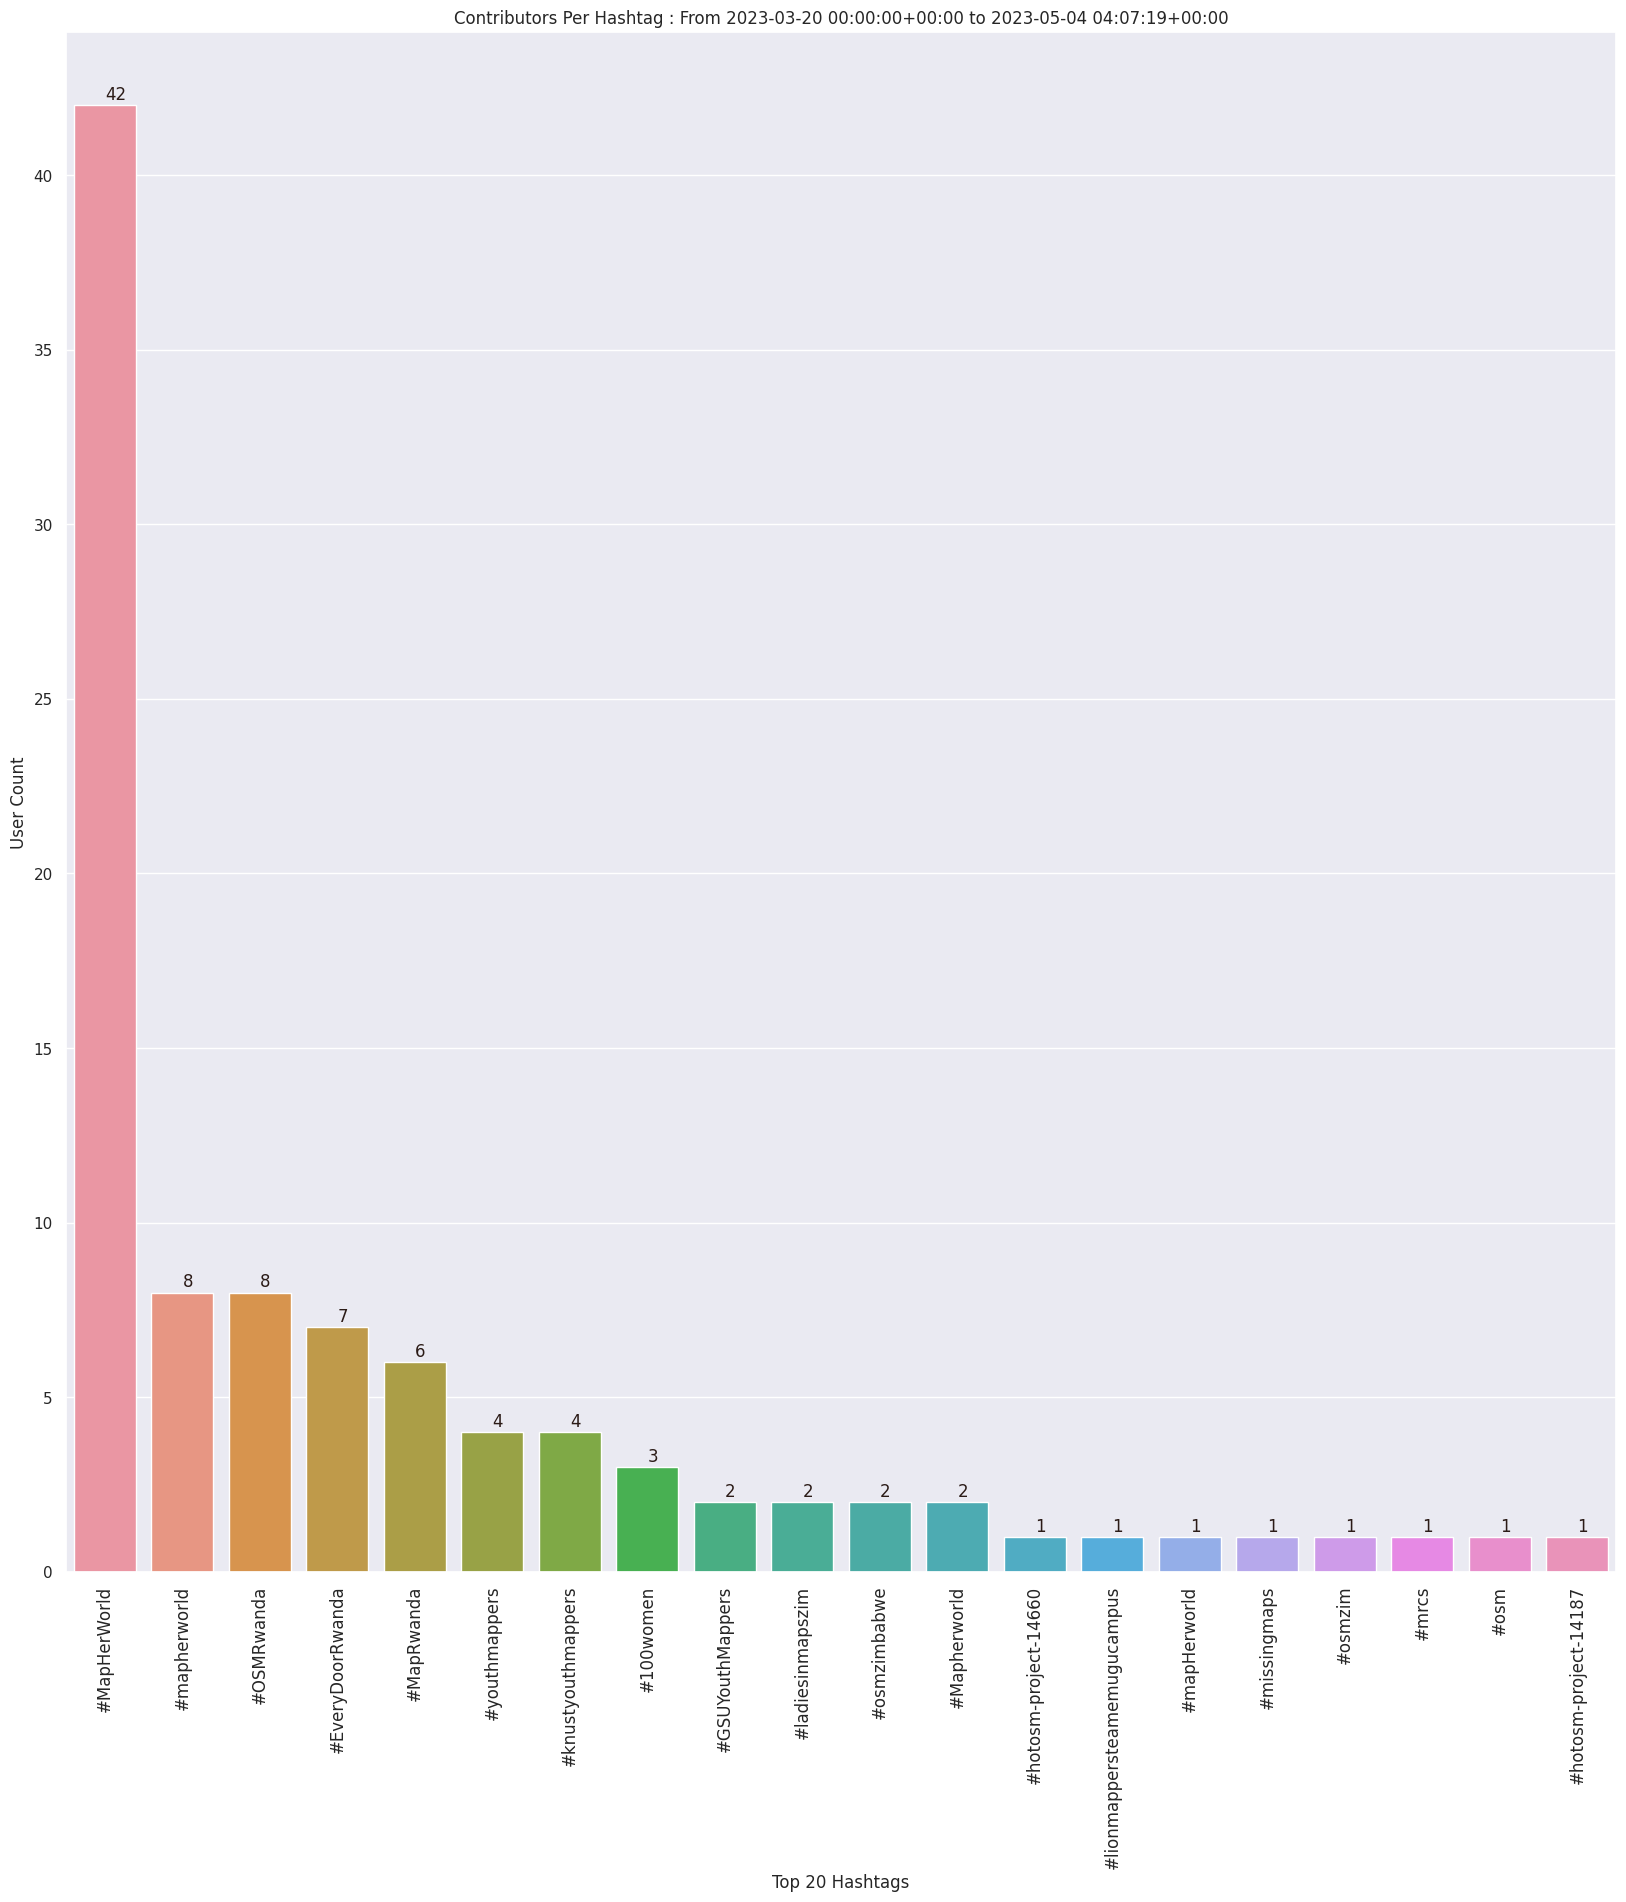 Contributors Per Hashtag : From 2023-03-20 00:00:00+00:00 to 2023-05-04 04:07:19+00:00
User Count
40
35
30
25
20
15
10
5
0
42
8
8
7
6
4
4
3
2
2
2
2
1
1
1
1
1
1
1
1
#MapHerWorld
#mapherworld
#OSMRwanda
#EveryDoorRwanda
#MapRwanda
#youthmappers
#knustyouthmappers
#100women
#GSUYouthMappers
#ladiesinmapszim
#osmzimbabwe
#Mapherworld
#hotosm-project-14660
#lionmappersteamemugucampus
#mapHerworld
#missingmaps
#osmzim
#mrcs
#osm
#hotosm-project-14187
Top 20 Hashtags